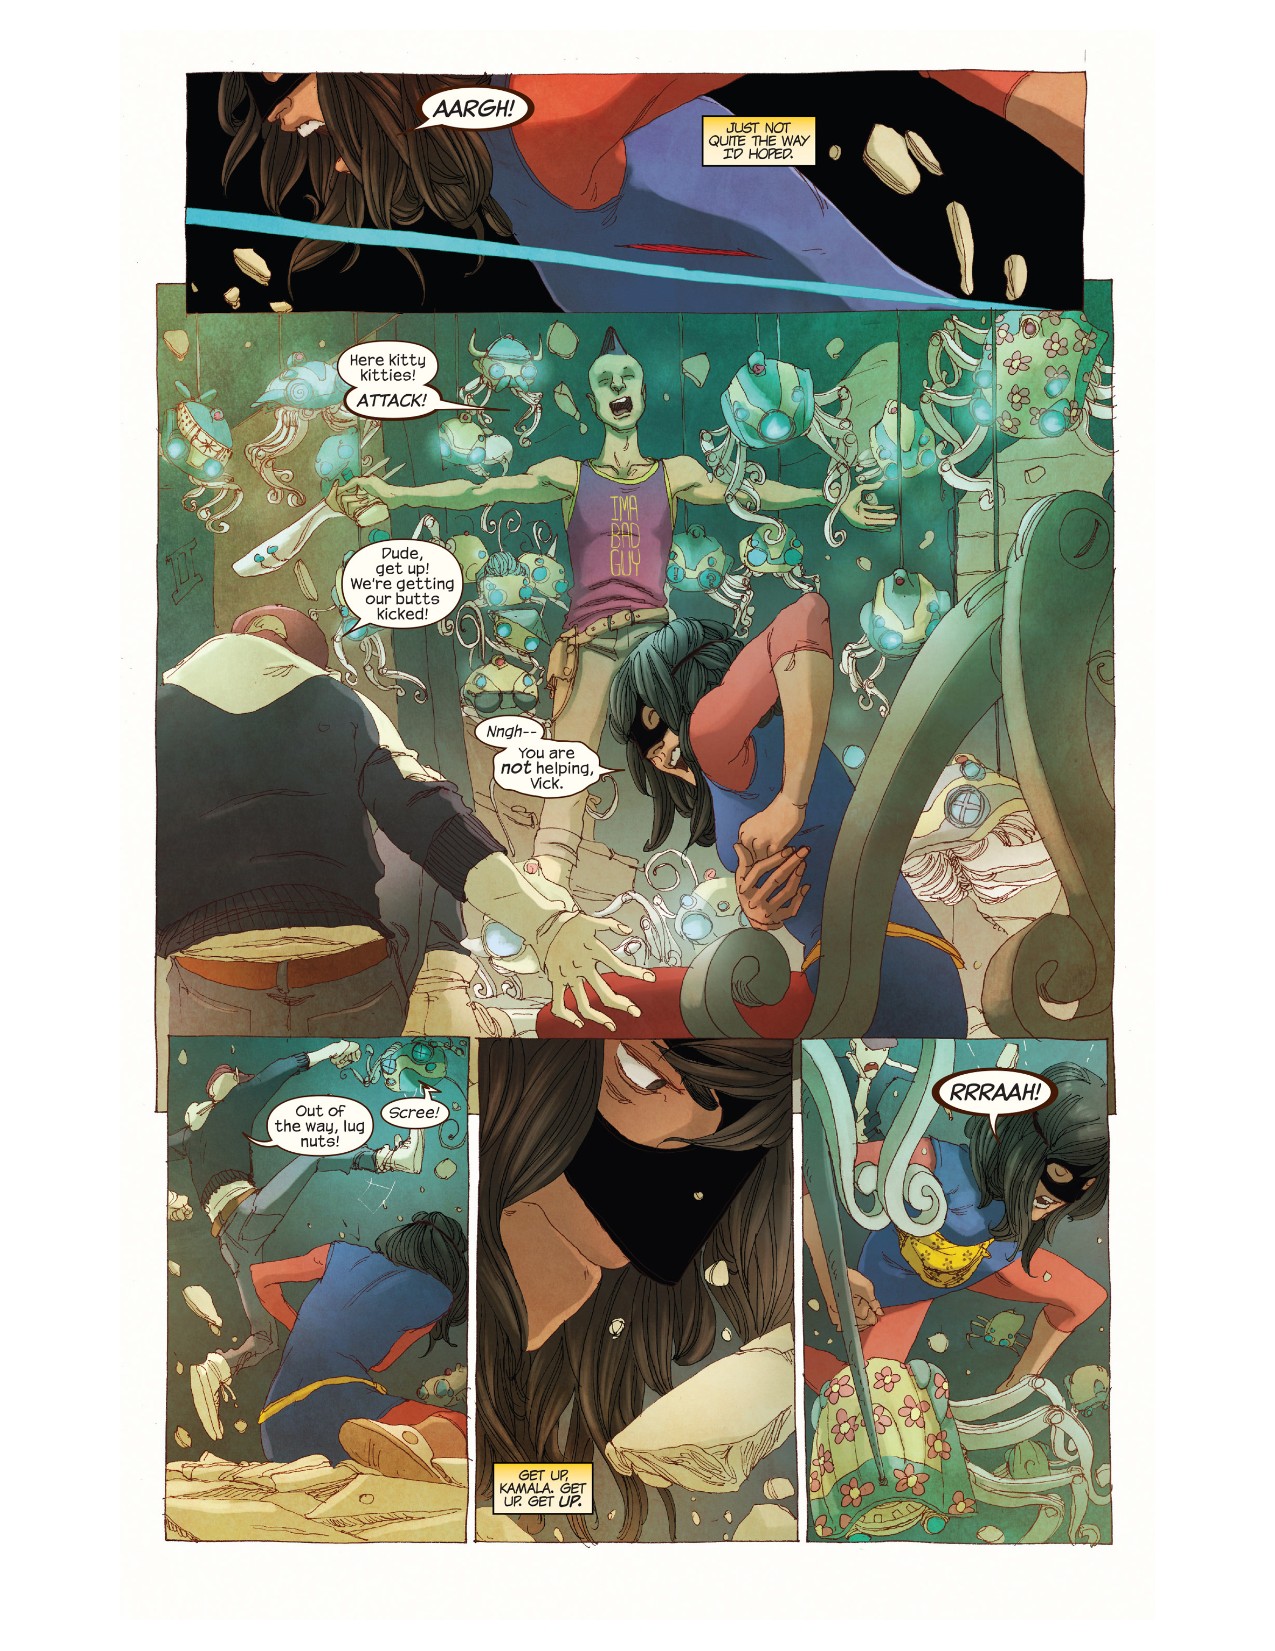 AARGH!
JUST NOT
QUITE THE WAY
I'D HOPED.
Here kitty
kitties!
ATTACK!
IMA
BAD
GUY
Dude,
get up!
We're getting
our butts
kicked!
Nngh--
You are
not helping,
Vick.
Out of
the way, lug
nuts!
Scree!
GET UP,
KAMALA. GET
UP. GET UP.
RRRAAH!